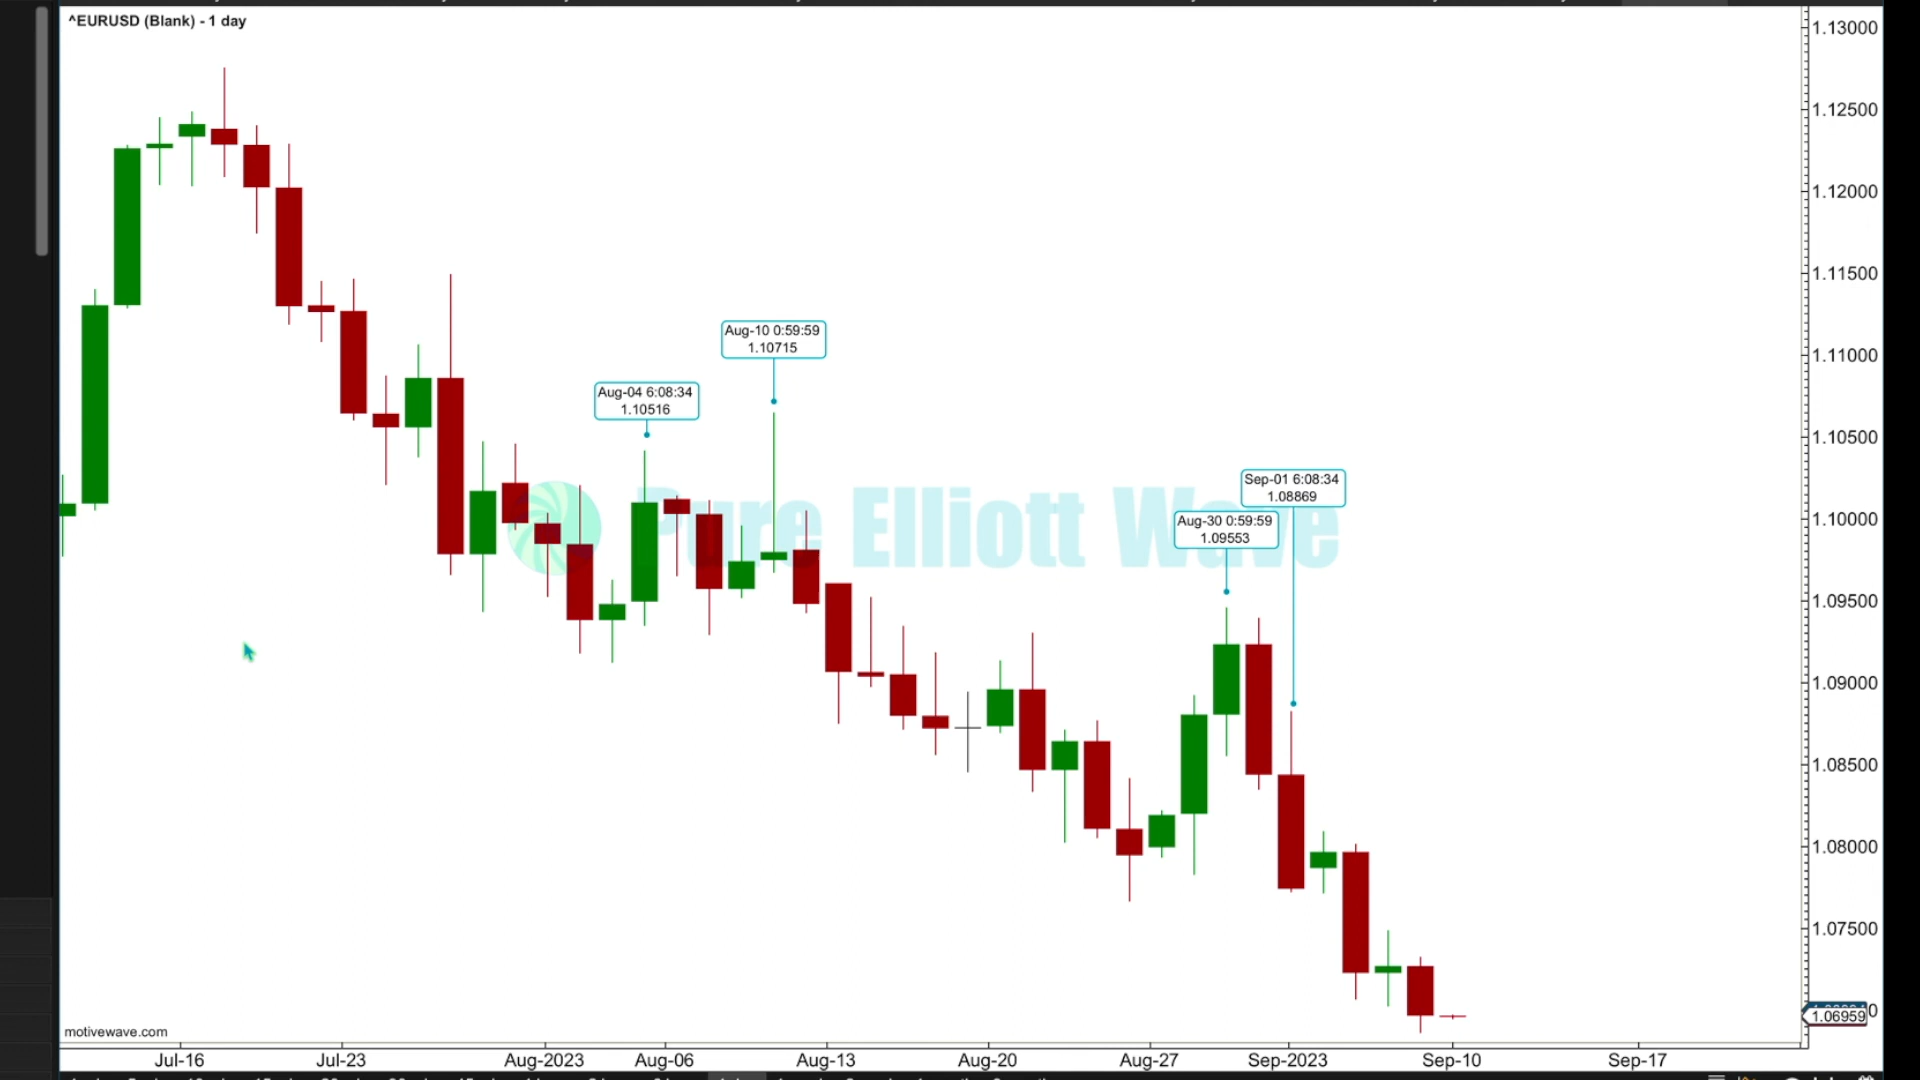 ^EURUSD (Blank) - 1 day
1.13000
1.12500
1.12000
1.11500
1.11000
1.10500
1.10000
1.09500
1.09000
1.08500
1.08000
1.07500
1.06959
Aug-10 0:59:59
1.10715
Aug-04 6:08:34
1.10516
Sep-01 6:08:34
1.08869
Aug-30 0:59:59
1.09553
Pure Elliott Wave
motivewave.com
Jul-16
Jul-23
Aug-2023
Aug-06
Aug-13
Aug-20
Aug-27
Sep-2023
Sep-10
Sep-17